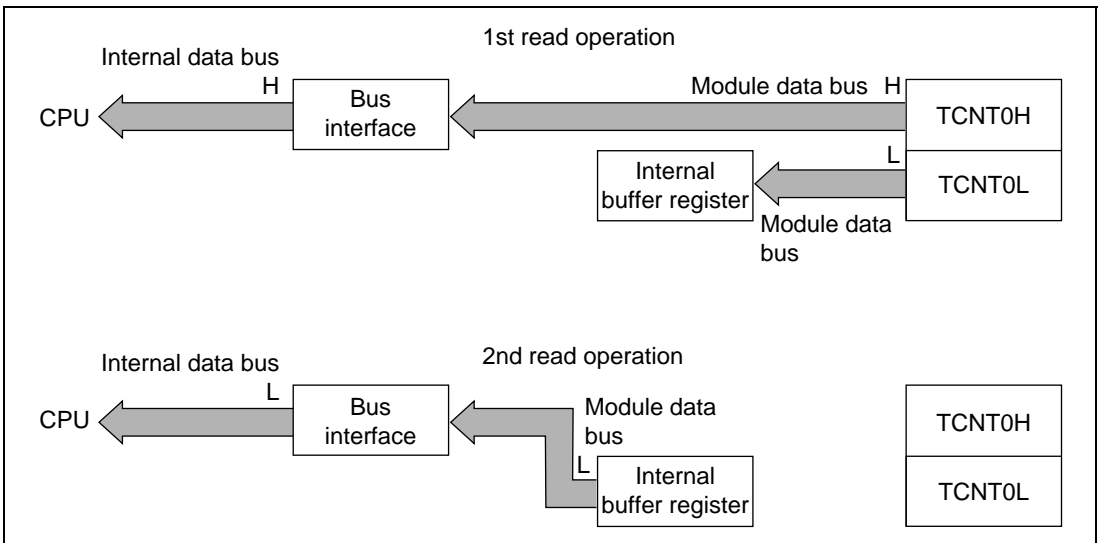 1st read operation
Internal data bus
H
CPU
Bus
interface
Module data bus H
TCNT0H
Internal
buffer register
L
TCNT0L
Module data
bus
2nd read operation
Internal data bus
L
CPU
Bus
interface
Module data
bus
L
Internal
buffer register
TCNT0H
TCNT0L